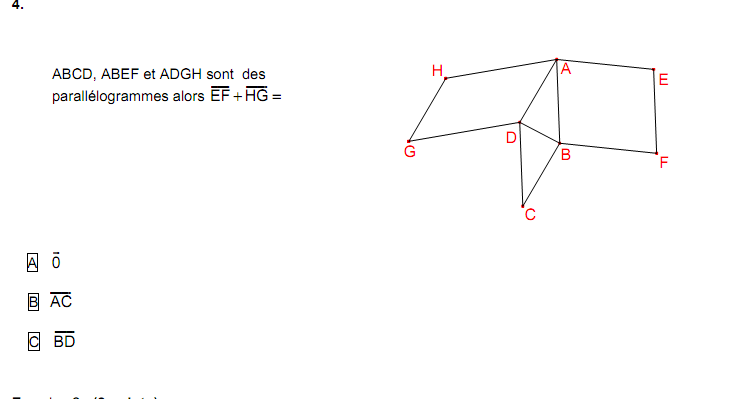 4.
ABCD, ABEF et ADGH sont des
parallélogrammes alors EF + HG =
H
A
E
D
G
B
F
C
A 0
B AC
C BD